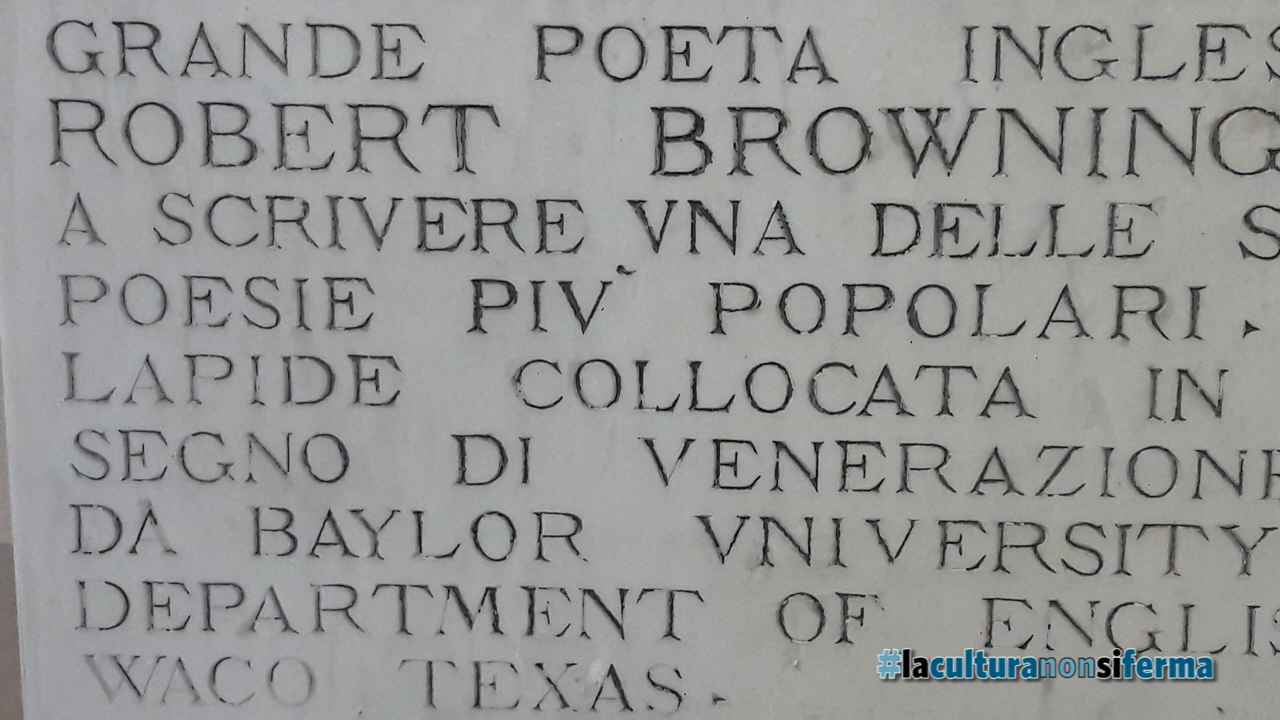 GRANDE POETA INGLES
ROBERT BROWNING
A SCRIVERE VNA DELLE S
POESIE PIV` POPOLARI.
LAPIDE COLLOCATA IN
SEGNO DI VENERAZIONE
DA BAYLOR VNIVERSITY
DEPARTMENT OF ENGLIS
WACO TEXAS.
#laculturanonsiferma